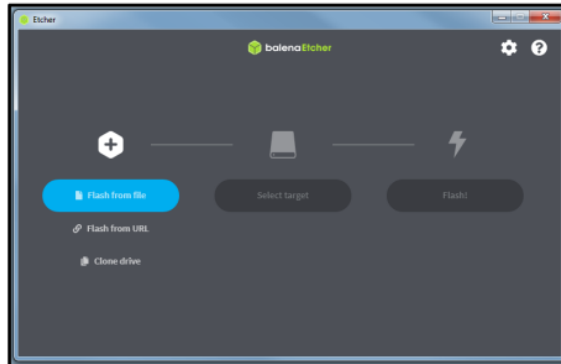 Etcher
balenaEtcher
Flash from file
Select target
Flash!
Flash from URL
Clone drive